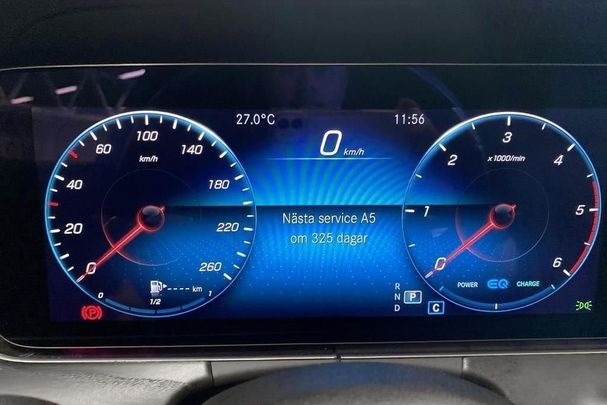 27.0°C
11:56
0 km/h
0 20 40 60 100 140 180 220 260
km/h
0 1/2 1
----- km
Nästa service A5
om 325 dagar
0 1 2 3 4 5 6
x1000/min
POWER EQ CHARGE
R
N P
D C
(P)